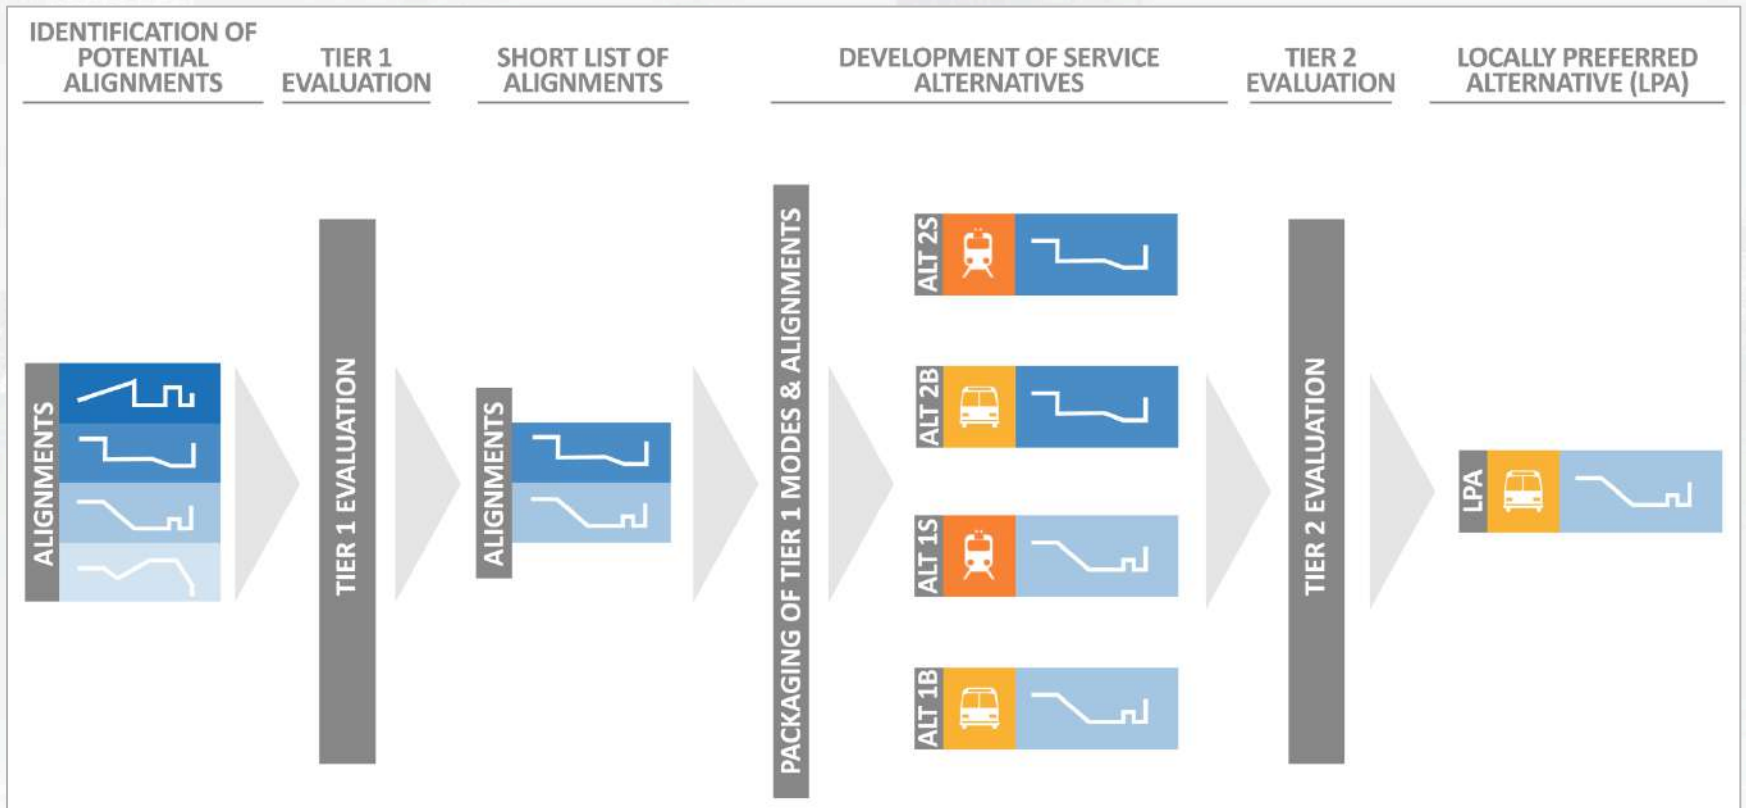 IDENTIFICATION OF
POTENTIAL
ALIGNMENTS
TIER 1
EVALUATION
SHORT LIST OF
ALIGNMENTS
DEVELOPMENT OF SERVICE
ALTERNATIVES
TIER 2
EVALUATION
LOCALLY PREFERRED
ALTERNATIVE (LPA)
ALIGNMENTS
TIER 1 EVALUATION
ALIGNMENTS
PACKAGING OF TIER 1 MODES & ALIGNMENTS
ALT 2S
ALT 2B
ALT 1S
ALT 1B
TIER 2 EVALUATION
LPA